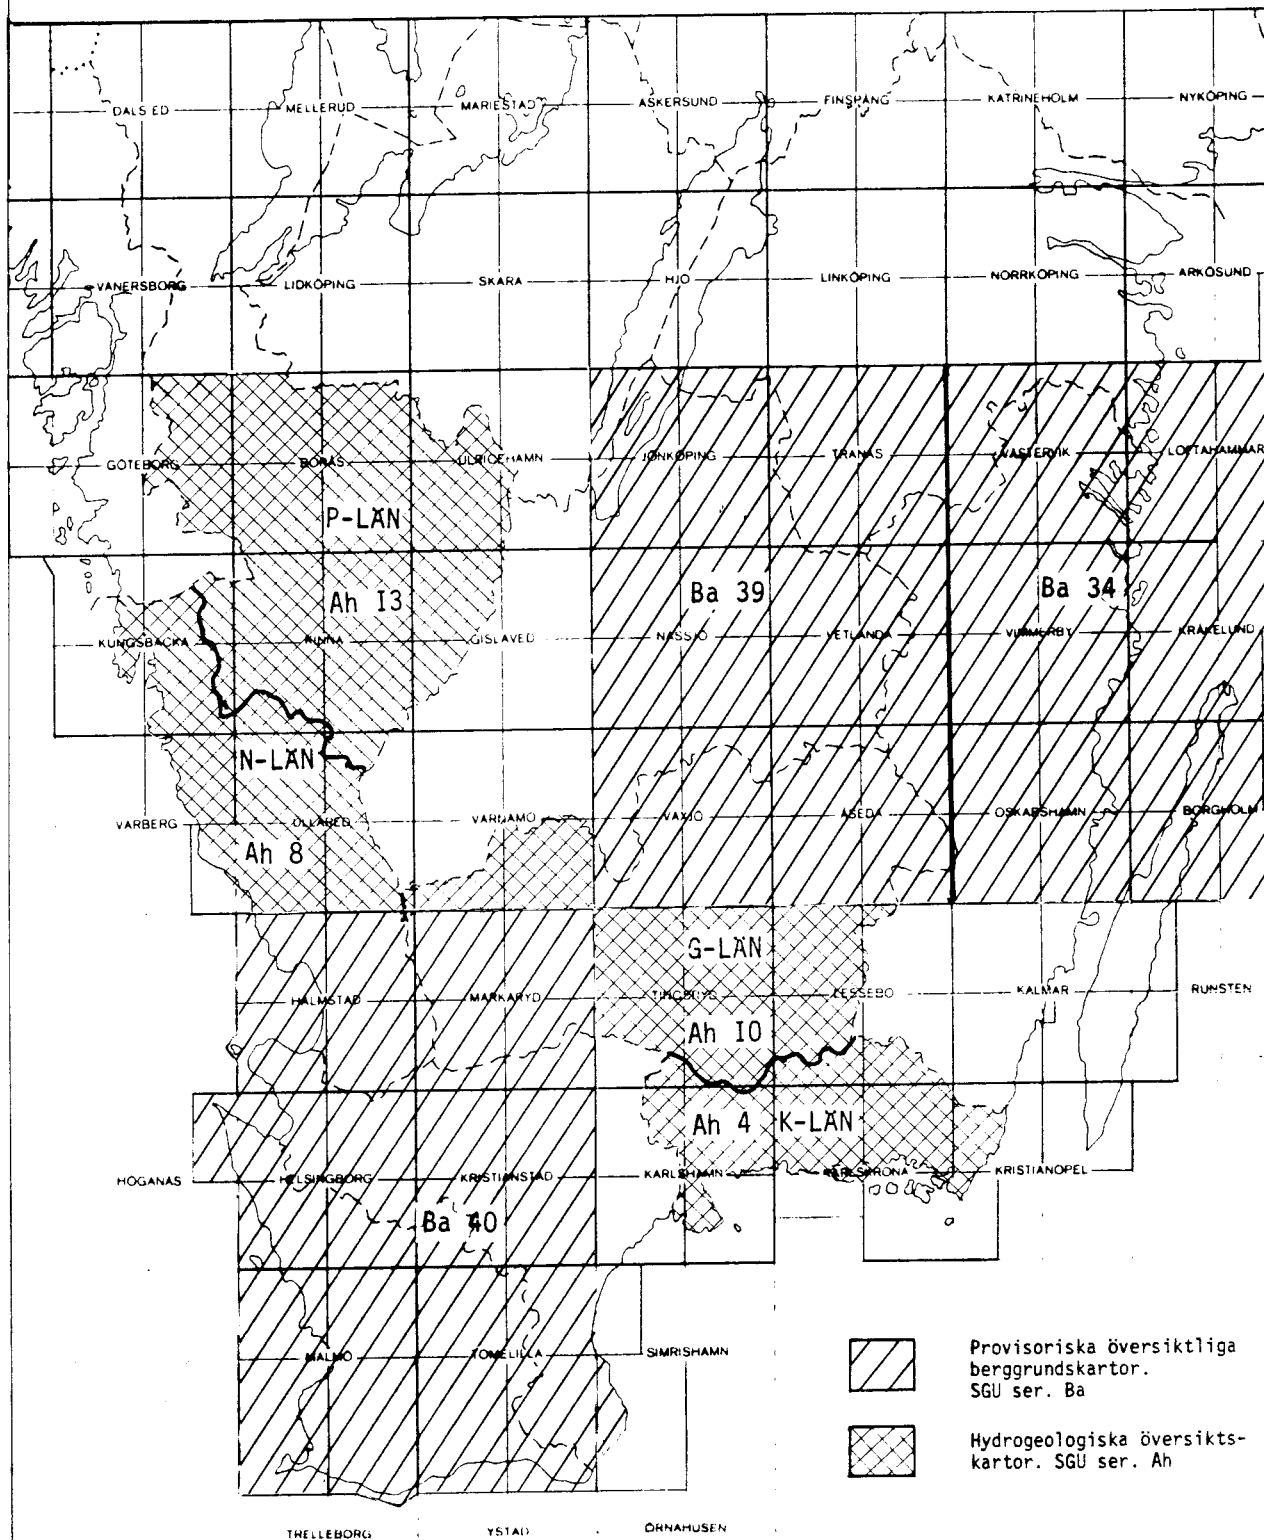 DALS ED MELLERUD MARIESTAD ASKERSUND FINSPÅNG KATRINEHOLM NYKÖPING
VÄNERSBORG LIDKÖPING SKARA HJO LINKÖPING NORRKÖPING ARKÖSUND
GÖTEBORG BORÅS ULRICEHAMN JÖNKÖPING TRANÅS VÄSTERVIK LOFTAHAMMAR
P-LÄN
Ah I3 Ba 39 Ba 34
KUNGSBACKA KINNA GISLAVED NÄSSJÖ VETLANDA VIMMERBY KRÅKELUND
N-LÄN
VARBERG ULLARED VÄRNAMO VÄXJÖ ÅSEDA OSKARSHAMN BORGHOLM
Ah 8
G-LÄN
HALMSTAD MARKARYD TINGSRYD LESSEBO KALMAR RUNSTEN
Ah IO
Ah 4 K-LÄN
HÖGANÄS HELSINGBORG KRISTIANSTAD KARLSHAMN KARLSKRONA KRISTIANOPEL
Ba 40
MALMÖ TOMELILLA SIMRISHAMN
Provisoriska översiktliga
berggrundskartor.
SGU ser. Ba
Hydrogeologiska översikts-
kartor. SGU ser. Ah
TRELLEBORG YSTAD ÖRNAHUSEN